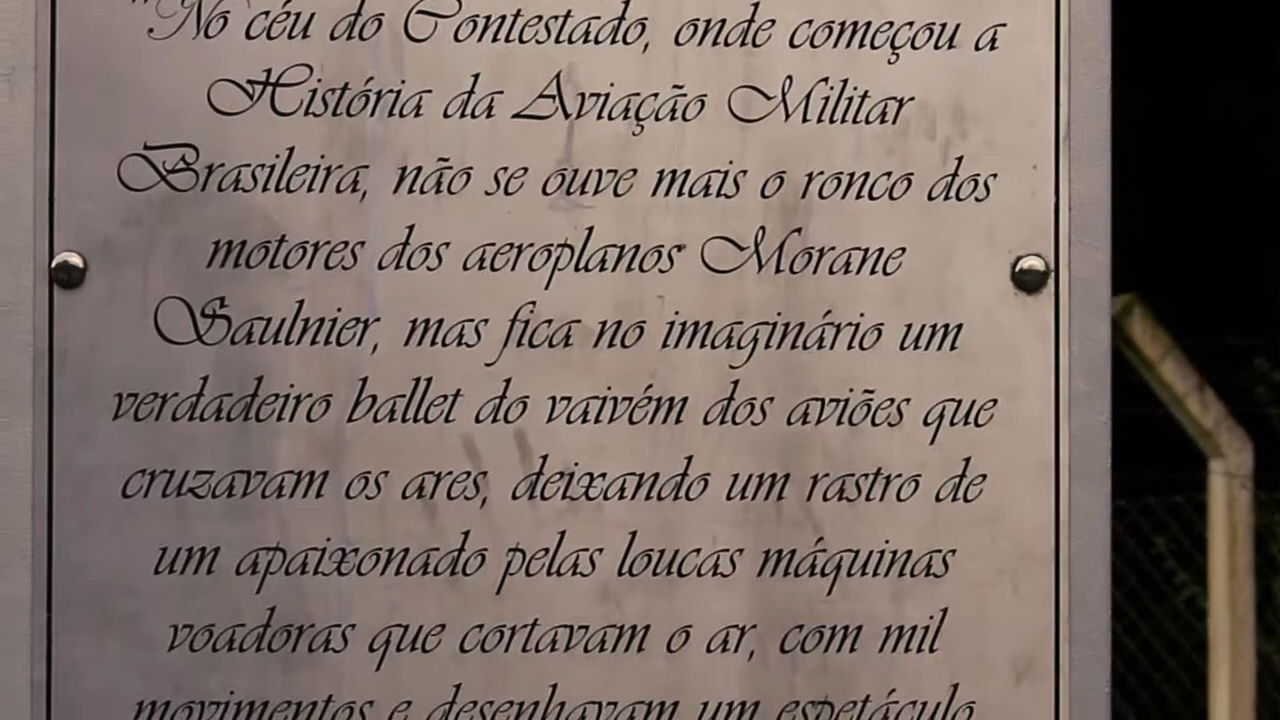 "No céu do Contestado, onde começou a
História da Aviação Militar
Brasileira, não se ouve mais o ronco dos
motores dos aeroplanos Morane
Saulnier, mas fica no imaginário um
verdadeiro ballet do vaivém dos aviões que
cruzavam os ares, deixando um rastro de
um apaixonado pelas loucas máquinas
voadoras que cortavam o ar, com mil
movimentos e desenhavam um espetáculo